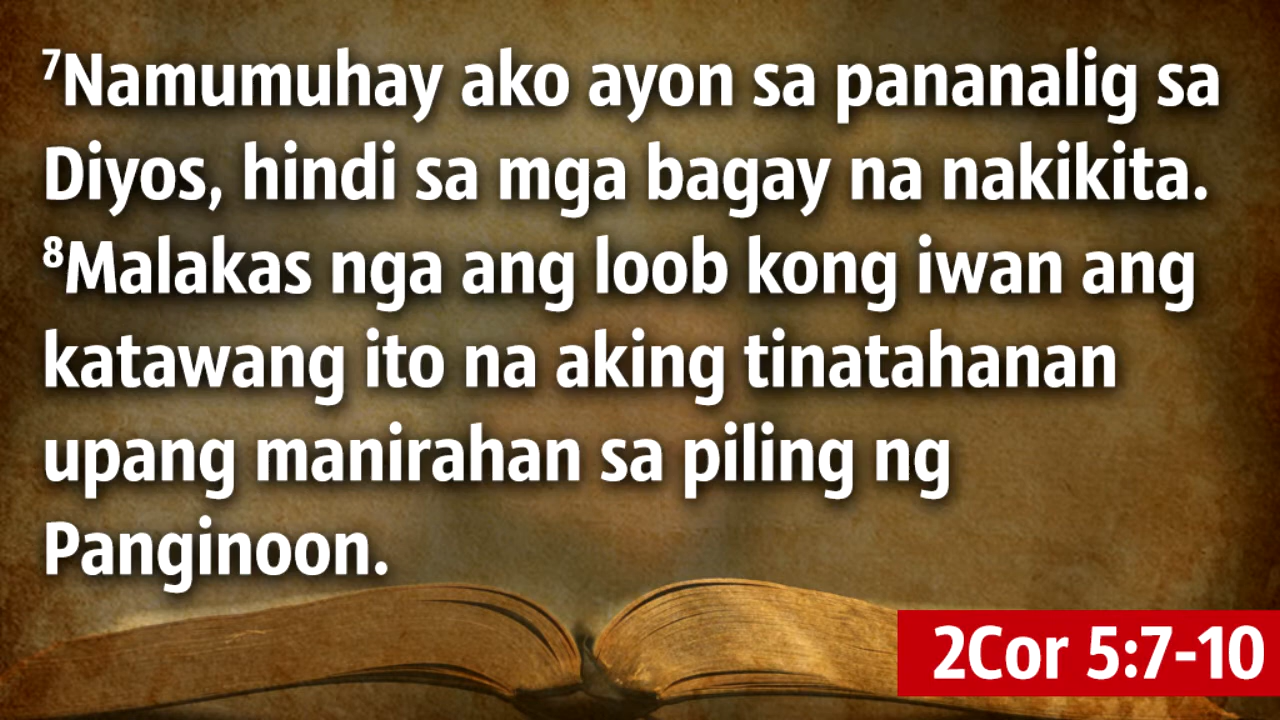 ⁷Namumuhay ako ayon sa pananalig sa
Diyos, hindi sa mga bagay na nakikita.
⁸Malakas nga ang loob kong iwan ang
katawang ito na aking tinatahanan
upang manirahan sa piling ng
Panginoon.
2Cor 5:7-10